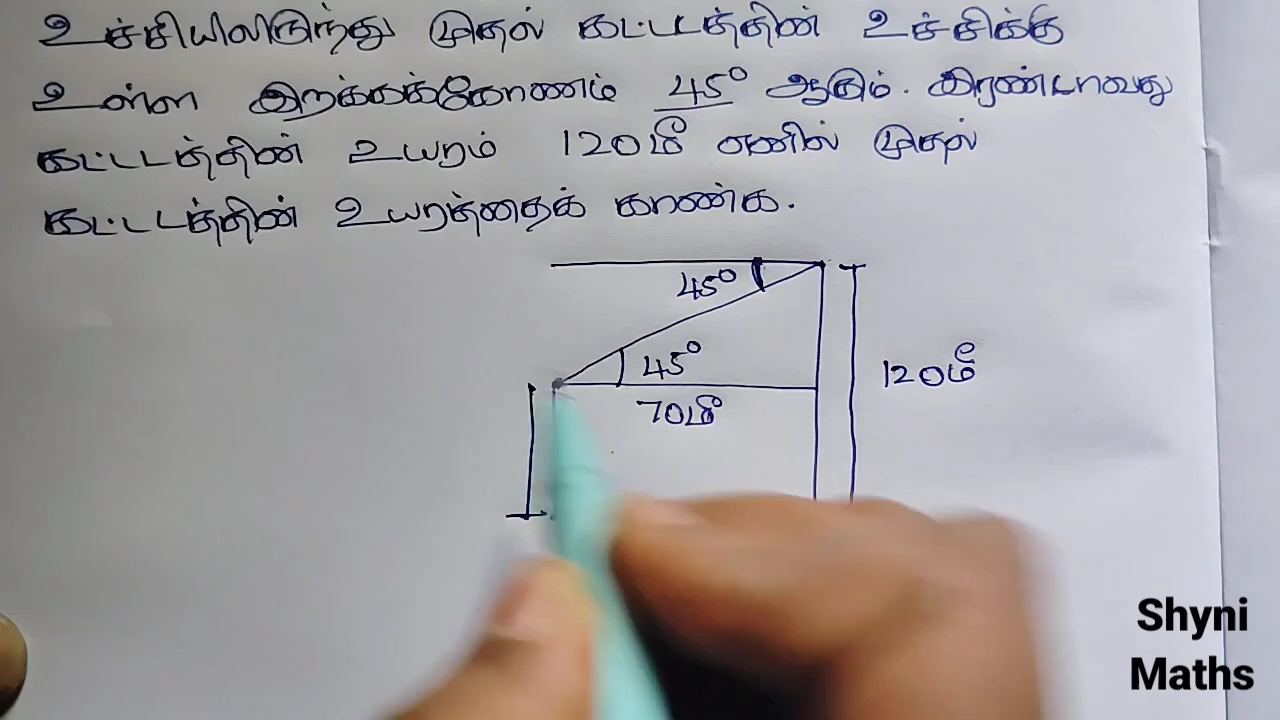 உச்சியிலிருந்து முதல் கட்டத்தின் உச்சிக்கு
உள்ள இறக்கக்கோணம் 45° ஆகும். இரண்டாவது
கட்டடத்தின் உயரம் 120மீ எனில் முதல்
கட்டடத்தின் உயரத்தைக் காண்க.
45°
45°
120மீ
70மீ
Shyni
Maths